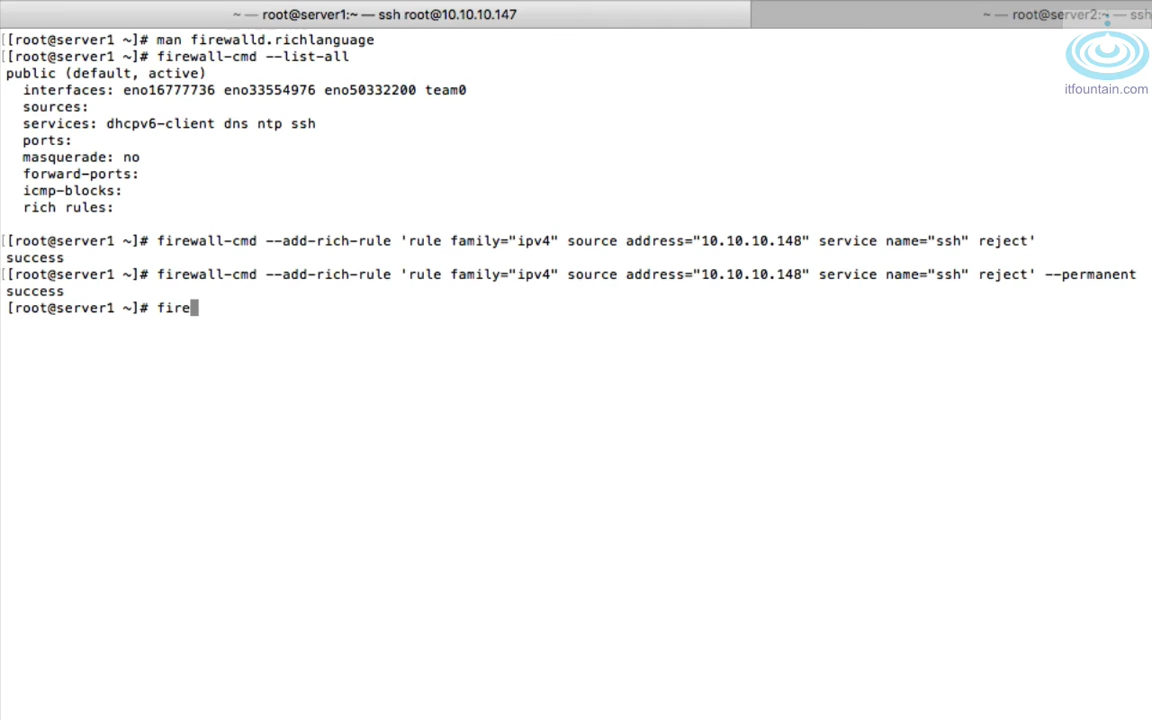 ~ — root@server1:~ — ssh root@10.10.10.147
~ — root@server2:~ — ssh
itfountain.com
[[root@server1 ~]# man firewalld.richlanguage
[[root@server1 ~]# firewall-cmd --list-all
public (default, active)
  interfaces: eno16777736 eno33554976 eno50332200 team0
  sources:
  services: dhcpv6-client dns ntp ssh
  ports:
  masquerade: no
  forward-ports:
  icmp-blocks:
  rich rules:
[[root@server1 ~]# firewall-cmd --add-rich-rule 'rule family="ipv4" source address="10.10.10.148" service name="ssh" reject'
success
[[root@server1 ~]# firewall-cmd --add-rich-rule 'rule family="ipv4" source address="10.10.10.148" service name="ssh" reject' --permanent
success
[root@server1 ~]# fire